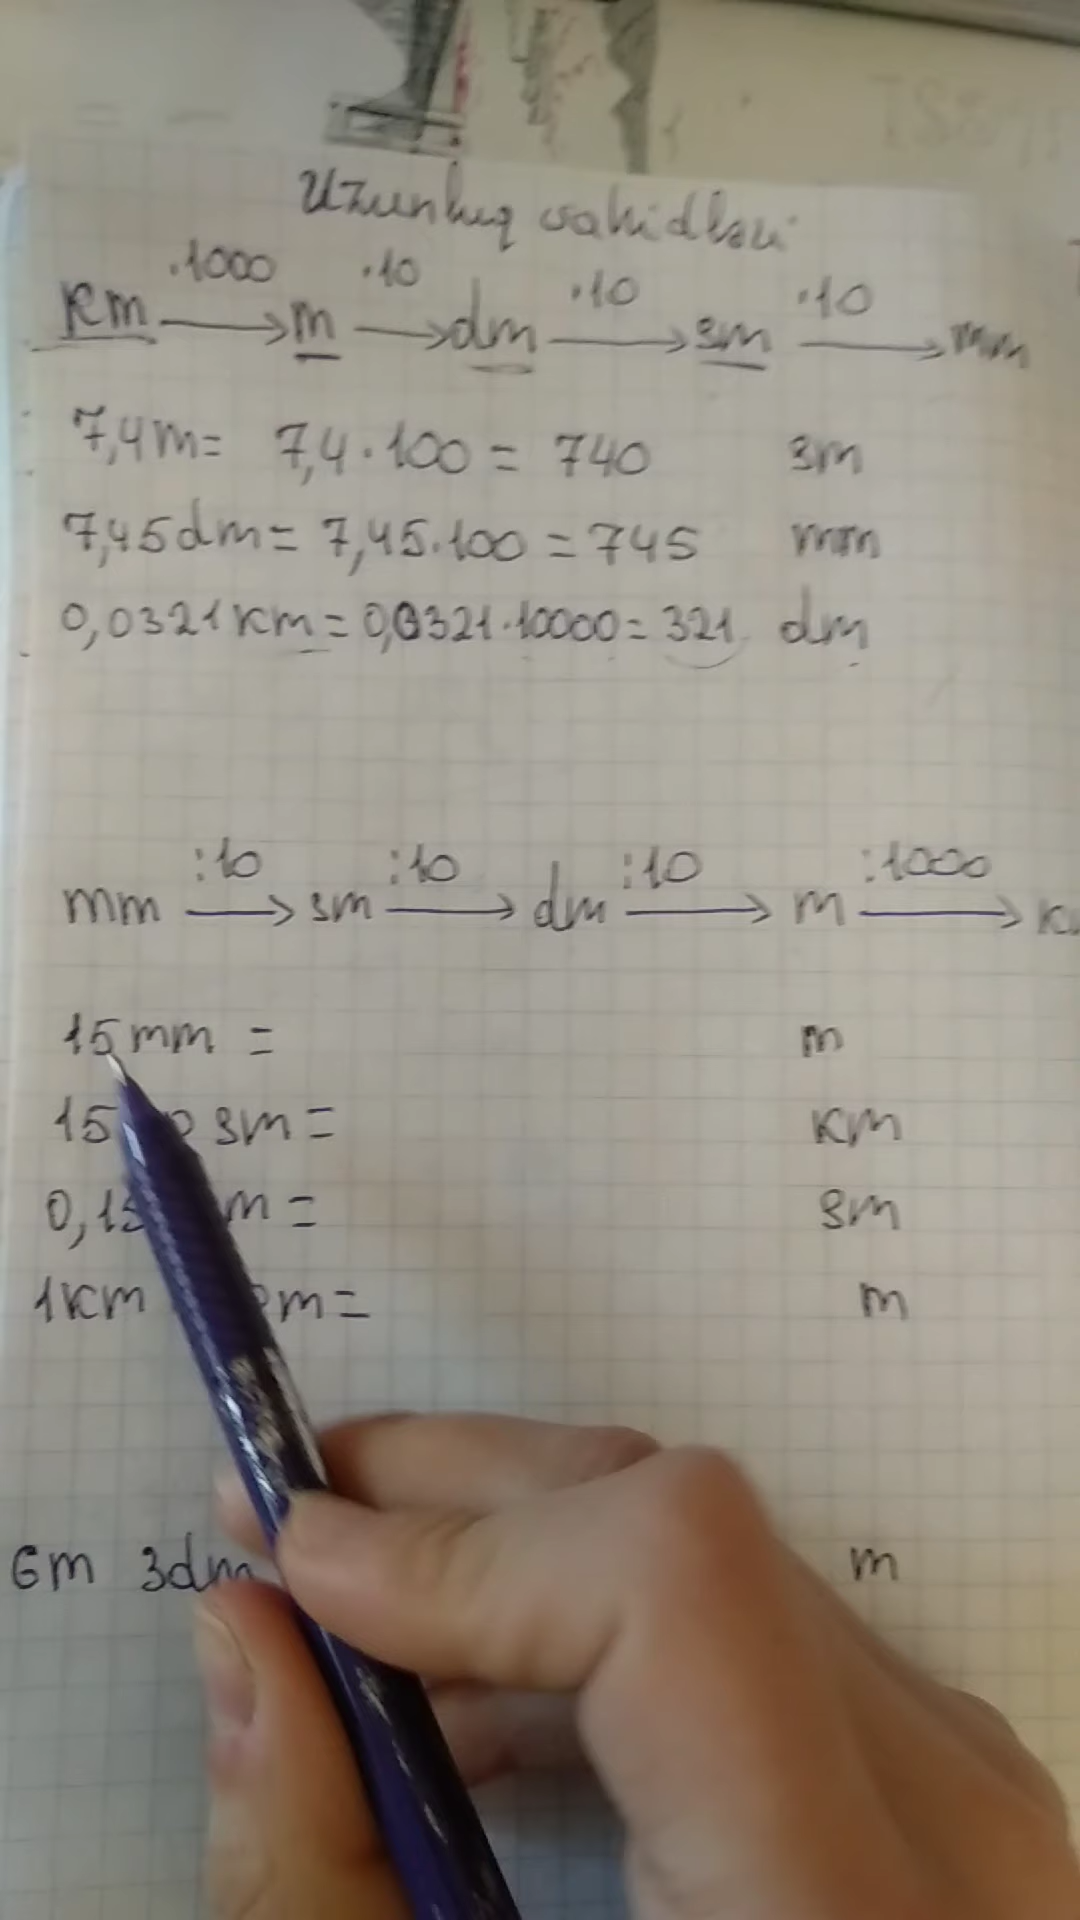 Uzunluq vahidləri
.1000 .10 .10 .10
km → m → dm → sm → mm
7,4m = 7,4.100 = 740 sm
7,45dm = 7,45.100 = 745 mm
0,0321km = 0,0321.10000 = 321 dm
:10 :10 :10 :1000
mm → sm → dm → m →
15mm = m
sm = km
m = sm
1km m = m
6m 3dm m